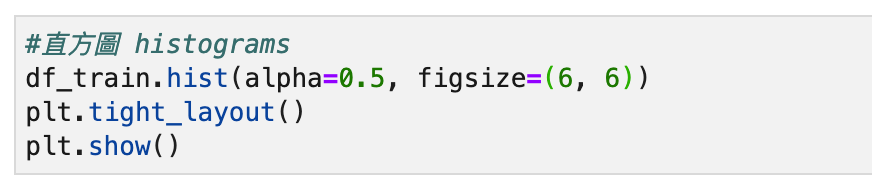 #直方圖 histograms
df_train.hist(alpha=0.5, figsize=(6, 6))
plt.tight_layout()
plt.show()